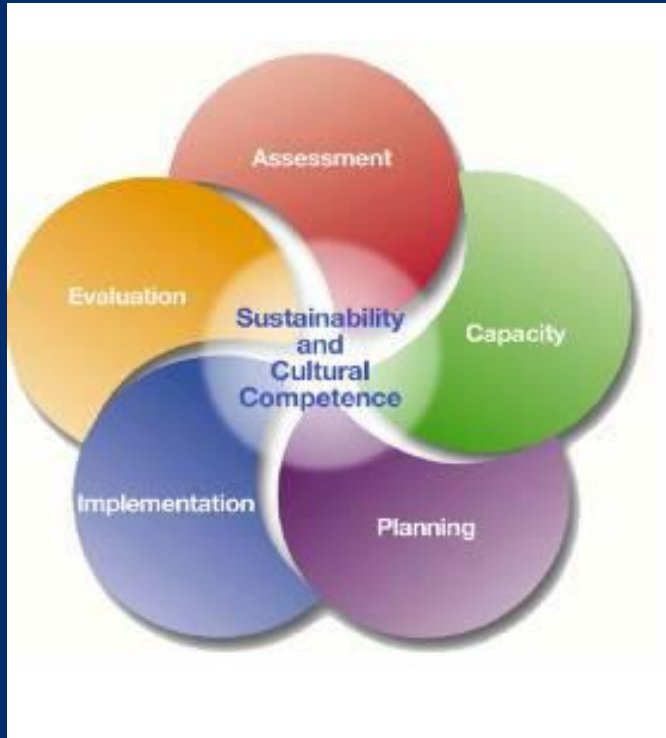 Assessment
Capacity
Planning
Implementation
Evaluation
Sustainability
and
Cultural
Competence